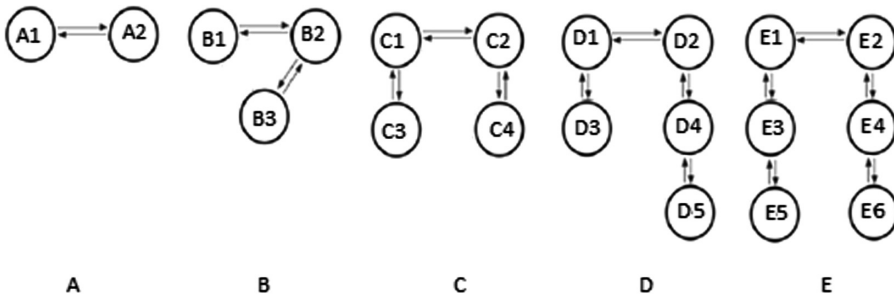 A1 A2 B1 B2 C1 C2 D1 D2 E1 E2
B3 C3 C4 D3 D4 E3 E4
D5 E5 E6
A B C D E